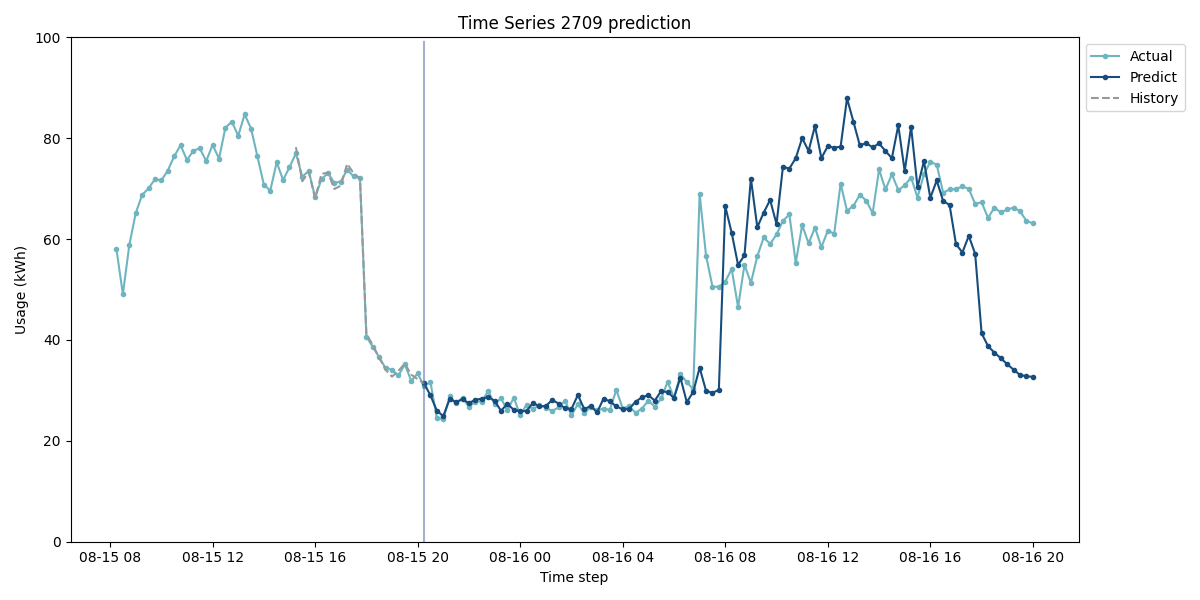 Time Series 2709 prediction
100
80
60
40
20
0
Usage (kWh)
08-15 08
08-15 12
08-15 16
08-15 20
08-16 00
08-16 04
08-16 08
08-16 12
08-16 16
08-16 20
Time step
Actual
Predict
History